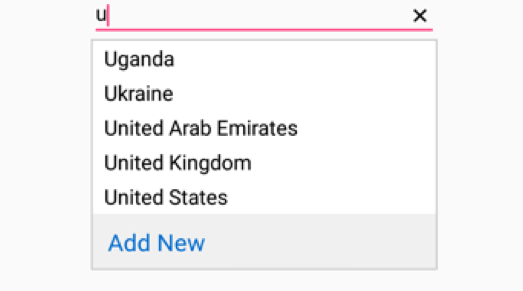 u
Uganda
Ukraine
United Arab Emirates
United Kingdom
United States
Add New